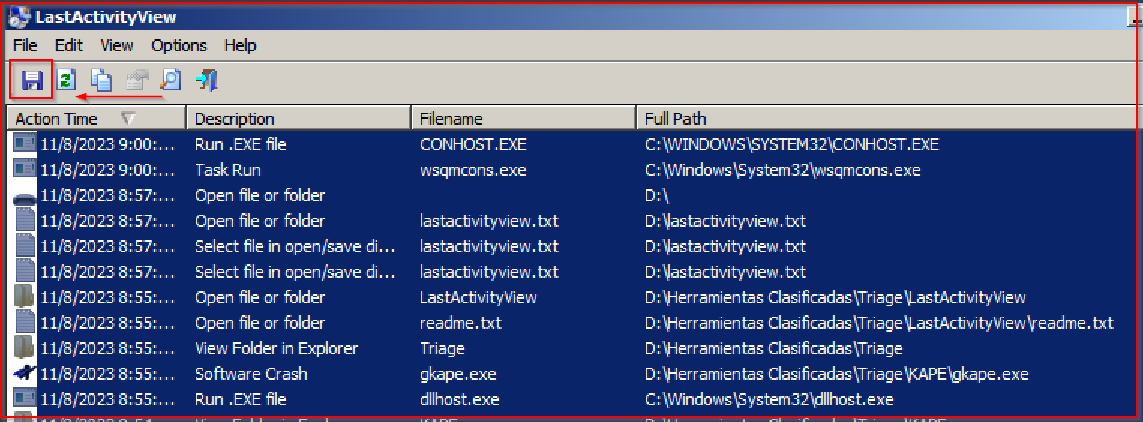 LastActivityView
File Edit View Options Help
Action Time Description Filename Full Path
11/8/2023 9:00:... Run .EXE file CONHOST.EXE C:\WINDOWS\SYSTEM32\CONHOST.EXE
11/8/2023 9:00:... Task Run wsqmcons.exe C:\Windows\System32\wsqmcons.exe
11/8/2023 8:57:... Open file or folder D:\
11/8/2023 8:57:... Open file or folder lastactivityview.txt D:\lastactivityview.txt
11/8/2023 8:57:... Select file in open/save di... lastactivityview.txt D:\lastactivityview.txt
11/8/2023 8:57:... Select file in open/save di... lastactivityview.txt D:\lastactivityview.txt
11/8/2023 8:55:... Open file or folder LastActivityView D:\Herramientas Clasificadas\Triage\LastActivityView
11/8/2023 8:55:... Open file or folder readme.txt D:\Herramientas Clasificadas\Triage\LastActivityView\readme.txt
11/8/2023 8:55:... View Folder in Explorer Triage D:\Herramientas Clasificadas\Triage
11/8/2023 8:55:... Software Crash gkape.exe D:\Herramientas Clasificadas\Triage\KAPE\gkape.exe
11/8/2023 8:55:... Run .EXE file dllhost.exe C:\Windows\System32\dllhost.exe